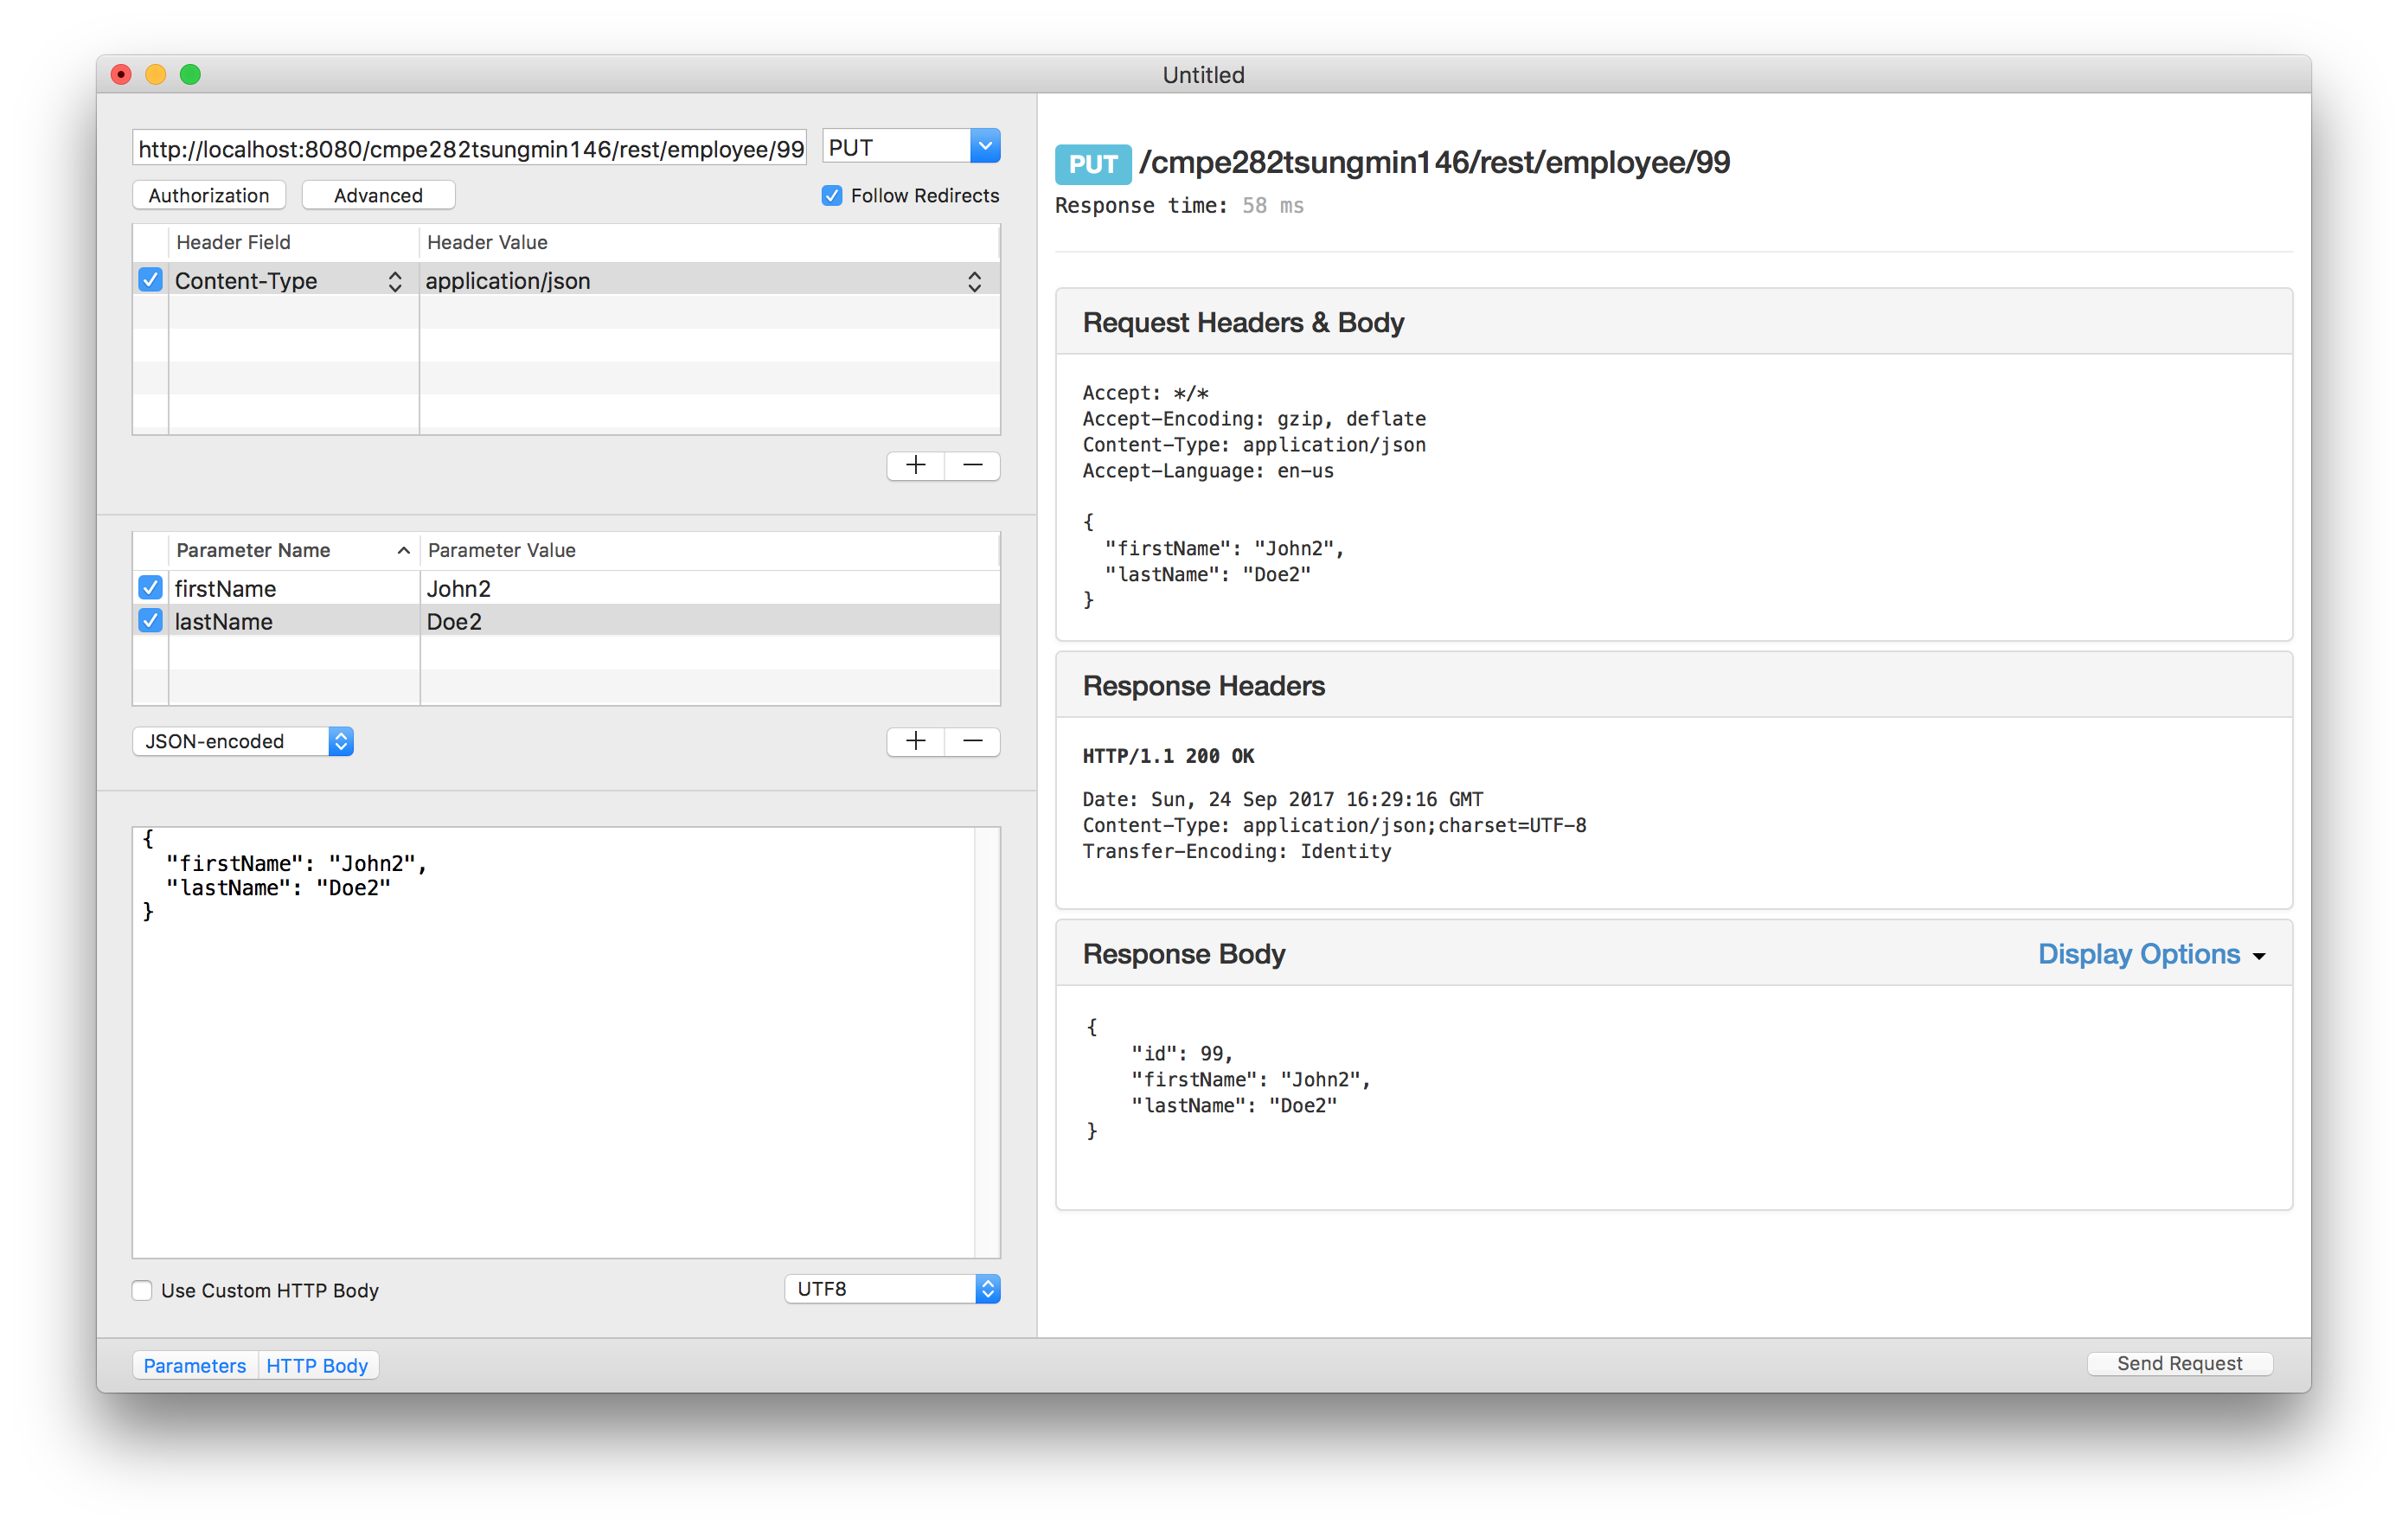 Untitled
http://localhost:8080/cmpe282tsungmin146/rest/employee/99
PUT
Authorization
Advanced
Follow Redirects
Header Field
Header Value
Content-Type
application/json
Parameter Name
Parameter Value
firstName
John2
lastName
Doe2
JSON-encoded
{
"firstName": "John2",
"lastName": "Doe2"
}
Use Custom HTTP Body
UTF8
Parameters
HTTP Body
PUT /cmpe282tsungmin146/rest/employee/99
Response time: 58 ms
Request Headers & Body
Accept: */*
Accept-Encoding: gzip, deflate
Content-Type: application/json
Accept-Language: en-us
{
"firstName": "John2",
"lastName": "Doe2"
}
Response Headers
HTTP/1.1 200 OK
Date: Sun, 24 Sep 2017 16:29:16 GMT
Content-Type: application/json;charset=UTF-8
Transfer-Encoding: Identity
Response Body
Display Options
{
"id": 99,
"firstName": "John2",
"lastName": "Doe2"
}
Send Request